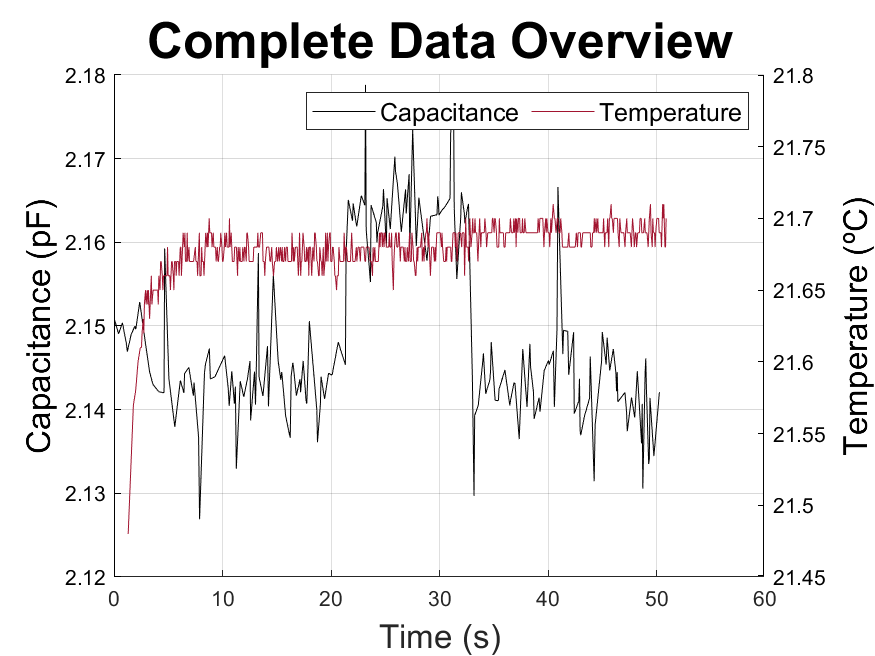 Complete Data Overview
2.18
2.17
2.16
2.15
2.14
2.13
2.12
Capacitance (pF)
Capacitance Temperature
21.8
21.75
21.7
21.65
21.6
21.55
21.5
21.45
Temperature (ºC)
0 10 20 30 40 50 60
Time (s)